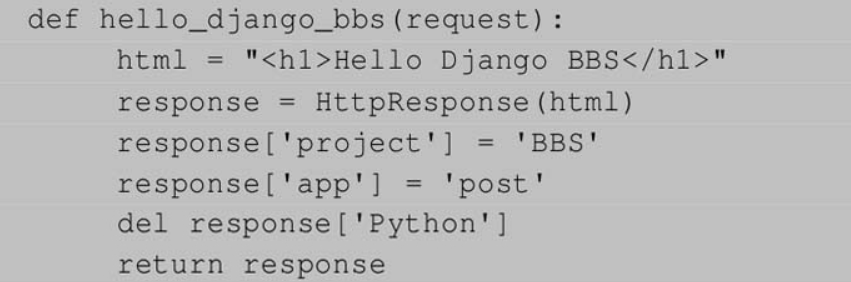 def hello_django_bbs(request):
    html = "<h1>Hello Django BBS</h1>"
    response = HttpResponse(html)
    response['project'] = 'BBS'
    response['app'] = 'post'
    del response['Python']
    return response